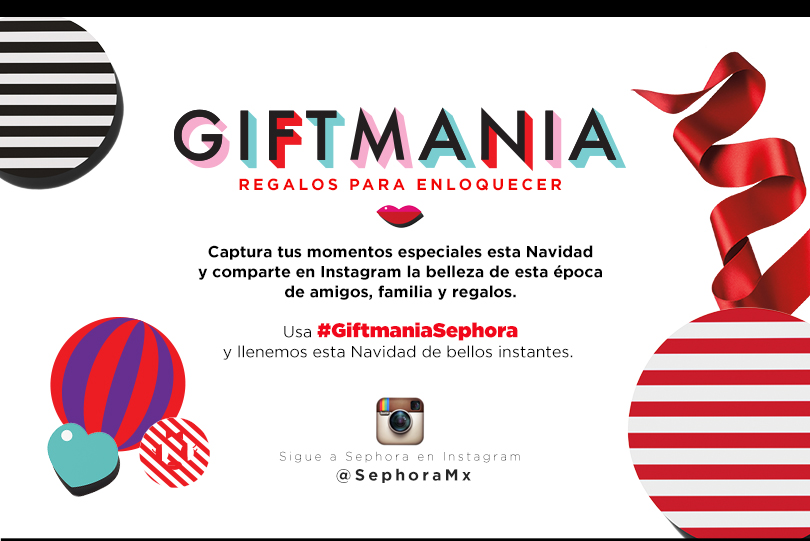 GIFTMANIA
REGALOS PARA ENLOQUECER
Captura tus momentos especiales esta Navidad
y comparte en Instagram la belleza de esta época
de amigos, familia y regalos.
Usa #GiftmaniaSephora
y llenemos esta Navidad de bellos instantes.
Sigue a Sephora en Instagram
@SephoraMx